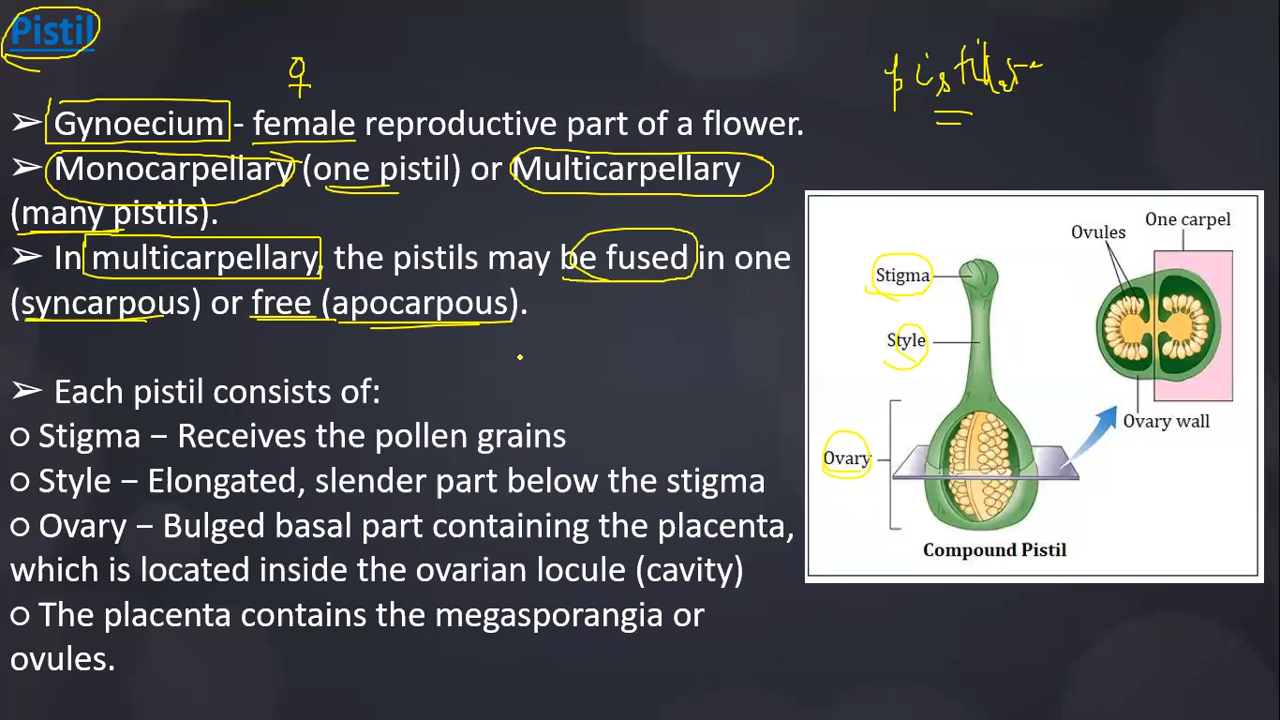 Pistil
♀
➢ Gynoecium - female reproductive part of a flower.
➢ Monocarpellary (one pistil) or Multicarpellary
(many pistils).
➢ In multicarpellary, the pistils may be fused in one
(syncarpous) or free (apocarpous).
➢ Each pistil consists of:
○ Stigma – Receives the pollen grains
○ Style – Elongated, slender part below the stigma
○ Ovary – Bulged basal part containing the placenta,
which is located inside the ovarian locule (cavity)
○ The placenta contains the megasporangia or
ovules.
One carpel
Ovules
Stigma
Style
Ovary wall
Ovary
Compound Pistil